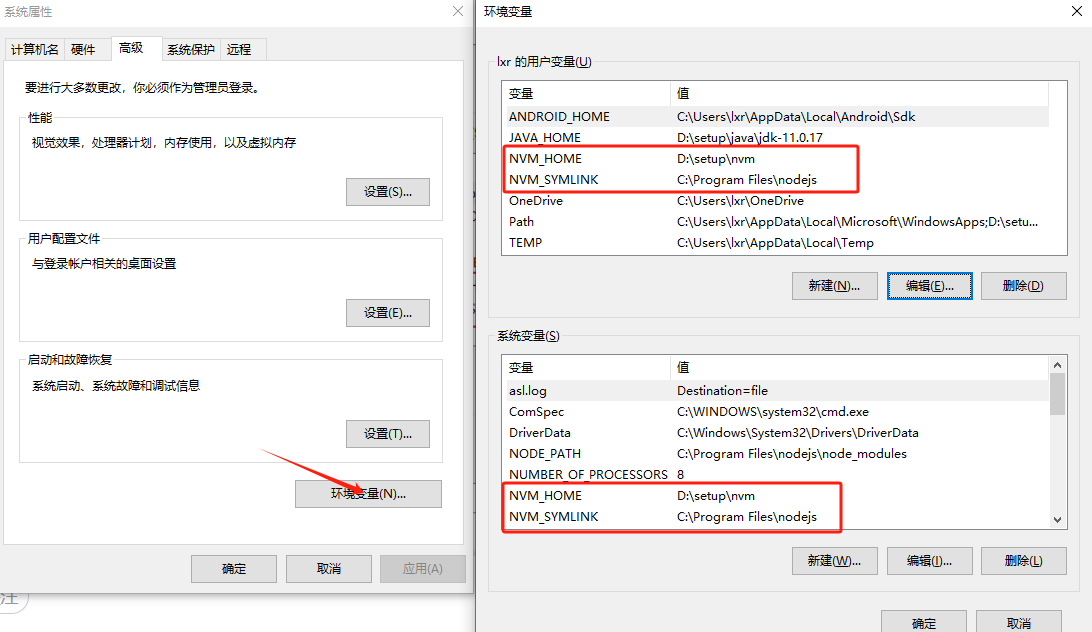 系统属性
计算机名 硬件 高级 系统保护 远程
要进行大多数更改，你必须作为管理员登录。
性能
视觉效果，处理器计划，内存使用，以及虚拟内存
设置(S)...
用户配置文件
与登录帐户相关的桌面设置
设置(E)...
启动和故障恢复
系统启动、系统故障和调试信息
设置(T)...
环境变量(N)...
确定 取消 应用(A)
注
环境变量
lxr 的用户变量(U)
变量 值
ANDROID_HOME C:\Users\lxr\AppData\Local\Android\Sdk
JAVA_HOME D:\setup\java\jdk-11.0.17
NVM_HOME D:\setup\nvm
NVM_SYMLINK C:\Program Files\nodejs
OneDrive C:\Users\lxr\OneDrive
Path C:\Users\lxr\AppData\Local\Microsoft\WindowsApps;D:\setu...
TEMP C:\Users\lxr\AppData\Local\Temp
新建(N)... 编辑(E)... 删除(D)
系统变量(S)
变量 值
asl.log Destination=file
ComSpec C:\WINDOWS\system32\cmd.exe
DriverData C:\Windows\System32\Drivers\DriverData
NODE_PATH C:\Program Files\nodejs\node_modules
NUMBER_OF_PROCESSORS 8
NVM_HOME D:\setup\nvm
NVM_SYMLINK C:\Program Files\nodejs
新建(W)... 编辑(I)... 删除(L)
确定 取消